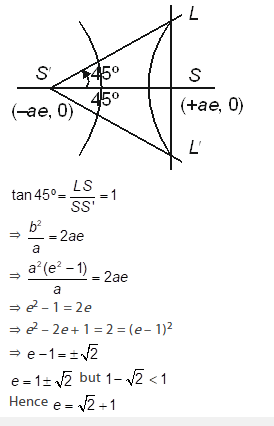 L
S'
45°
S
45°
(–ae, 0)
(+ae, 0)
L'
tan 45° = LS/SS' = 1
⇒ b²/a = 2ae
⇒ a²(e² – 1)/a = 2ae
⇒ e² – 1 = 2e
⇒ e² – 2e + 1 = 2 = (e – 1)²
⇒ e – 1 = ±√2
e = 1 ± √2 but 1 – √2 < 1
Hence e = √2 + 1